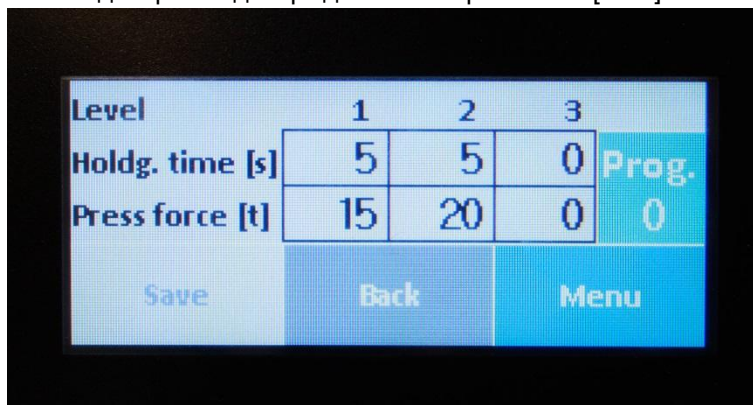 Level 1 2 3
Holdg. time [s] 5 5 0 Prog.
Press force [t] 15 20 0 0
Save Back Menu